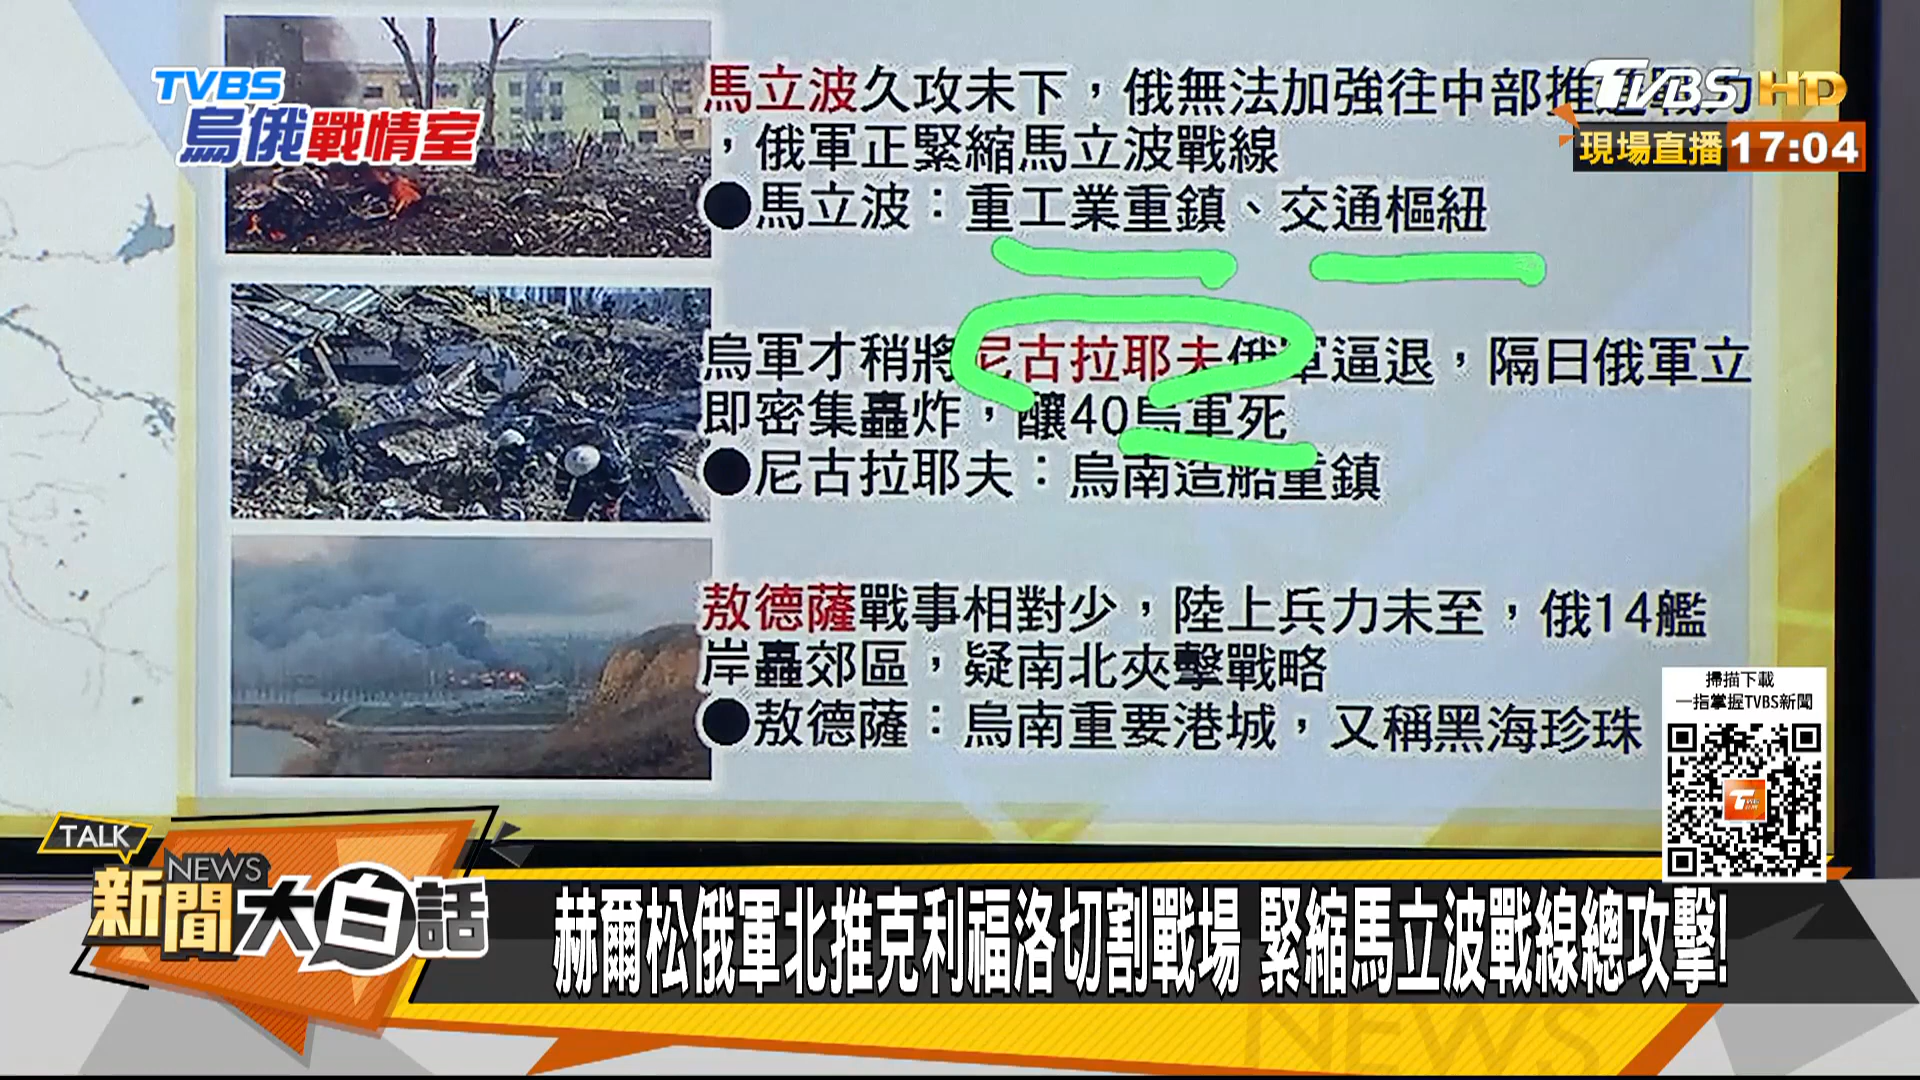 TVBS
烏俄戰情室
TVBS HD
現場直播 17:04
馬立波久攻未下,俄無法加強往中部推
,俄軍正緊縮馬立波戰線
●馬立波:重工業重鎮、交通樞紐
烏軍才稍將尼古拉耶夫俄軍逼退,隔日俄軍立
即密集轟炸,釀40烏軍死
●尼古拉耶夫:烏南造船重鎮
敖德薩戰事相對少,陸上兵力未至,俄14艦
岸轟郊區,疑南北夾擊戰略
●敖德薩:烏南重要港城,又稱黑海珍珠
掃描下載
一指掌握TVBS新聞
TALK
NEWS
新聞大白話
赫爾松俄軍北推克利福洛切割戰場 緊縮馬立波戰線總攻擊!
NEWS